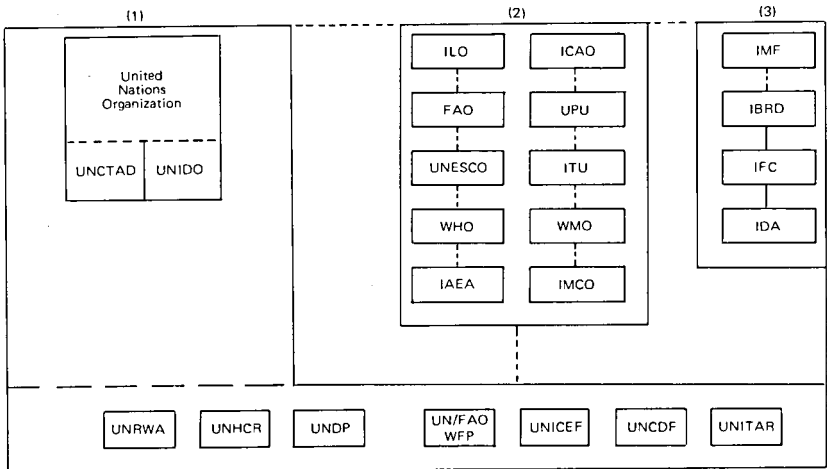 (1)
(2)
(3)
United
Nations
Organization
UNCTAD
UNIDO
ILO
ICAO
FAO
UPU
UNESCO
ITU
WHO
WMO
IAEA
IMCO
IMF
IBRD
IFC
IDA
UNRWA
UNHCR
UNDP
UN/FAO
WFP
UNICEF
UNCDF
UNITAR